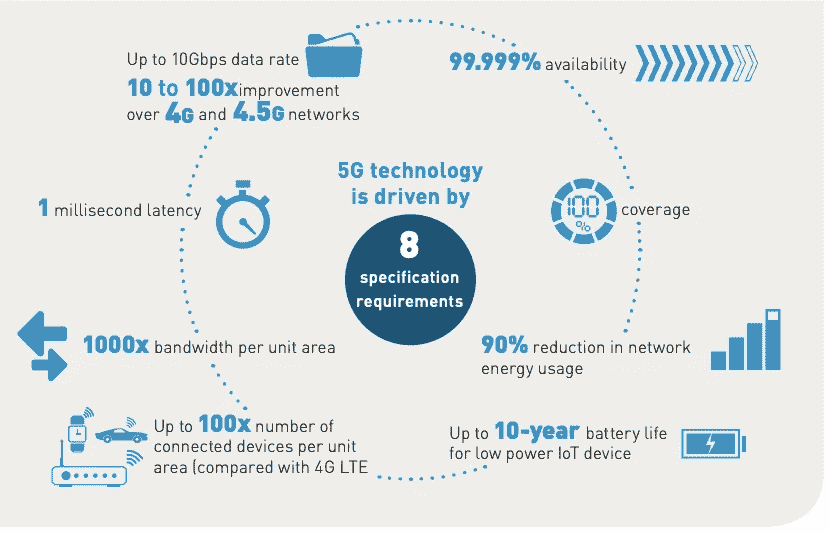 Up to 10Gbps data rate
10 to 100x improvement
over 4G and 4.5G networks
99.999% availability
5G technology
is driven by
8
specification
requirements
1 millisecond latency
100
%
coverage
1000x bandwidth per unit area
90% reduction in network
energy usage
Up to 100x number of
connected devices per unit
area (compared with 4G LTE
Up to 10-year battery life
for low power IoT device